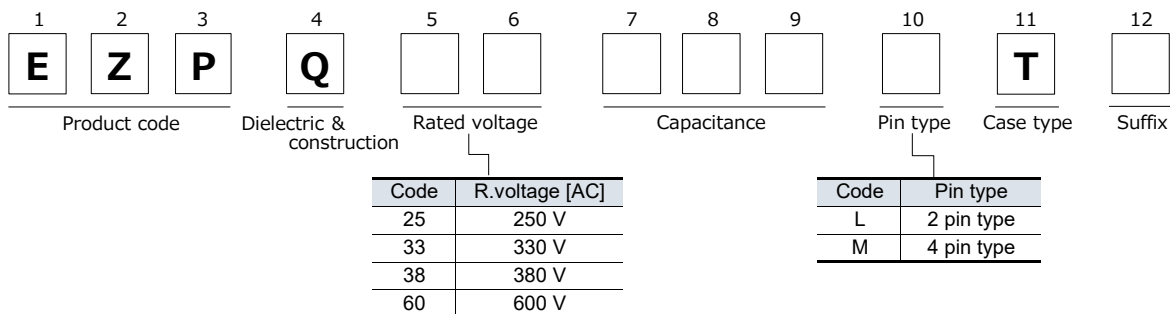 1 2 3 4 5 6 7 8 9 10 11 12
E Z P Q T
Product code Dielectric & construction Rated voltage Capacitance Pin type Case type Suffix
Code R.voltage [AC]
25 250 V
33 330 V
38 380 V
60 600 V
Code Pin type
L 2 pin type
M 4 pin type